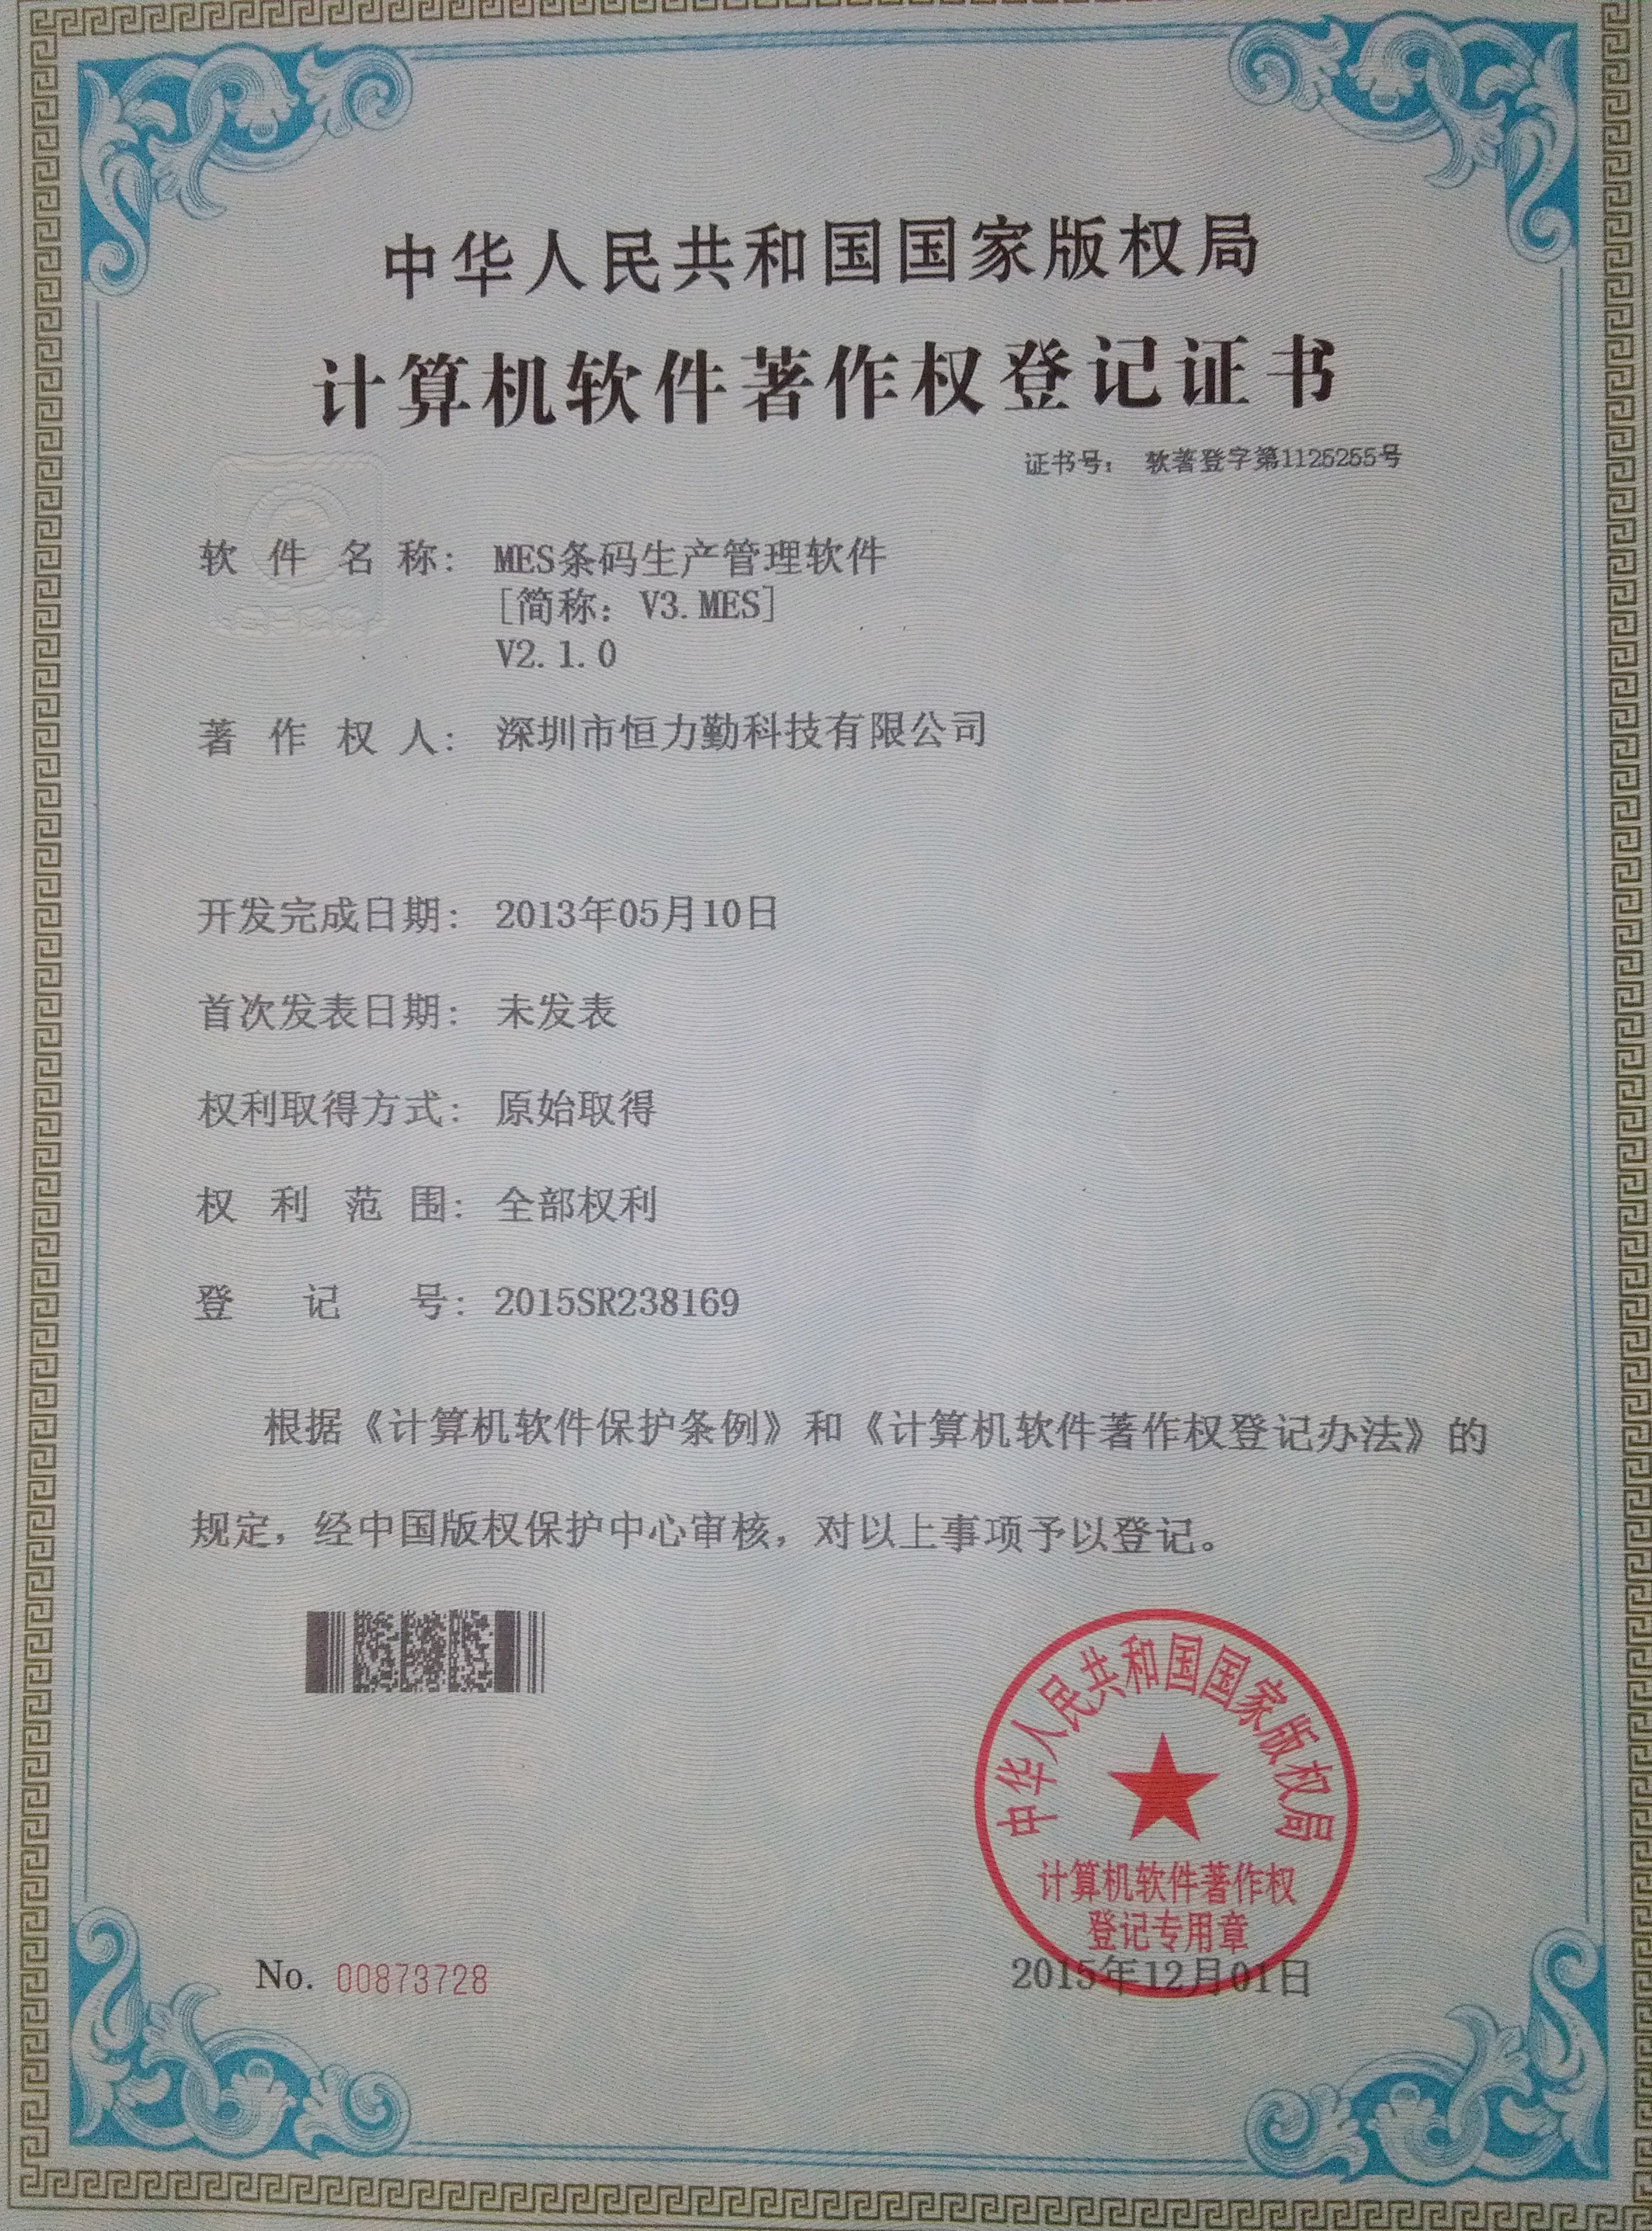 中华人民共和国国家版权局
计算机软件著作权登记证书
证书号： 软著登字第1125255号
软件名称： MES条码生产管理软件
[简称：V3.MES]
V2.1.0
著作权人： 深圳市恒力勤科技有限公司
开发完成日期： 2013年05月10日
首次发表日期： 未发表
权利取得方式： 原始取得
权利范围： 全部权利
登记号： 2015SR238169
根据《计算机软件保护条例》和《计算机软件著作权登记办法》的
规定，经中国版权保护中心审核，对以上事项予以登记。
中华人民共和国国家版权局
计算机软件著作权
登记专用章
No. 00873728
2015年12月01日